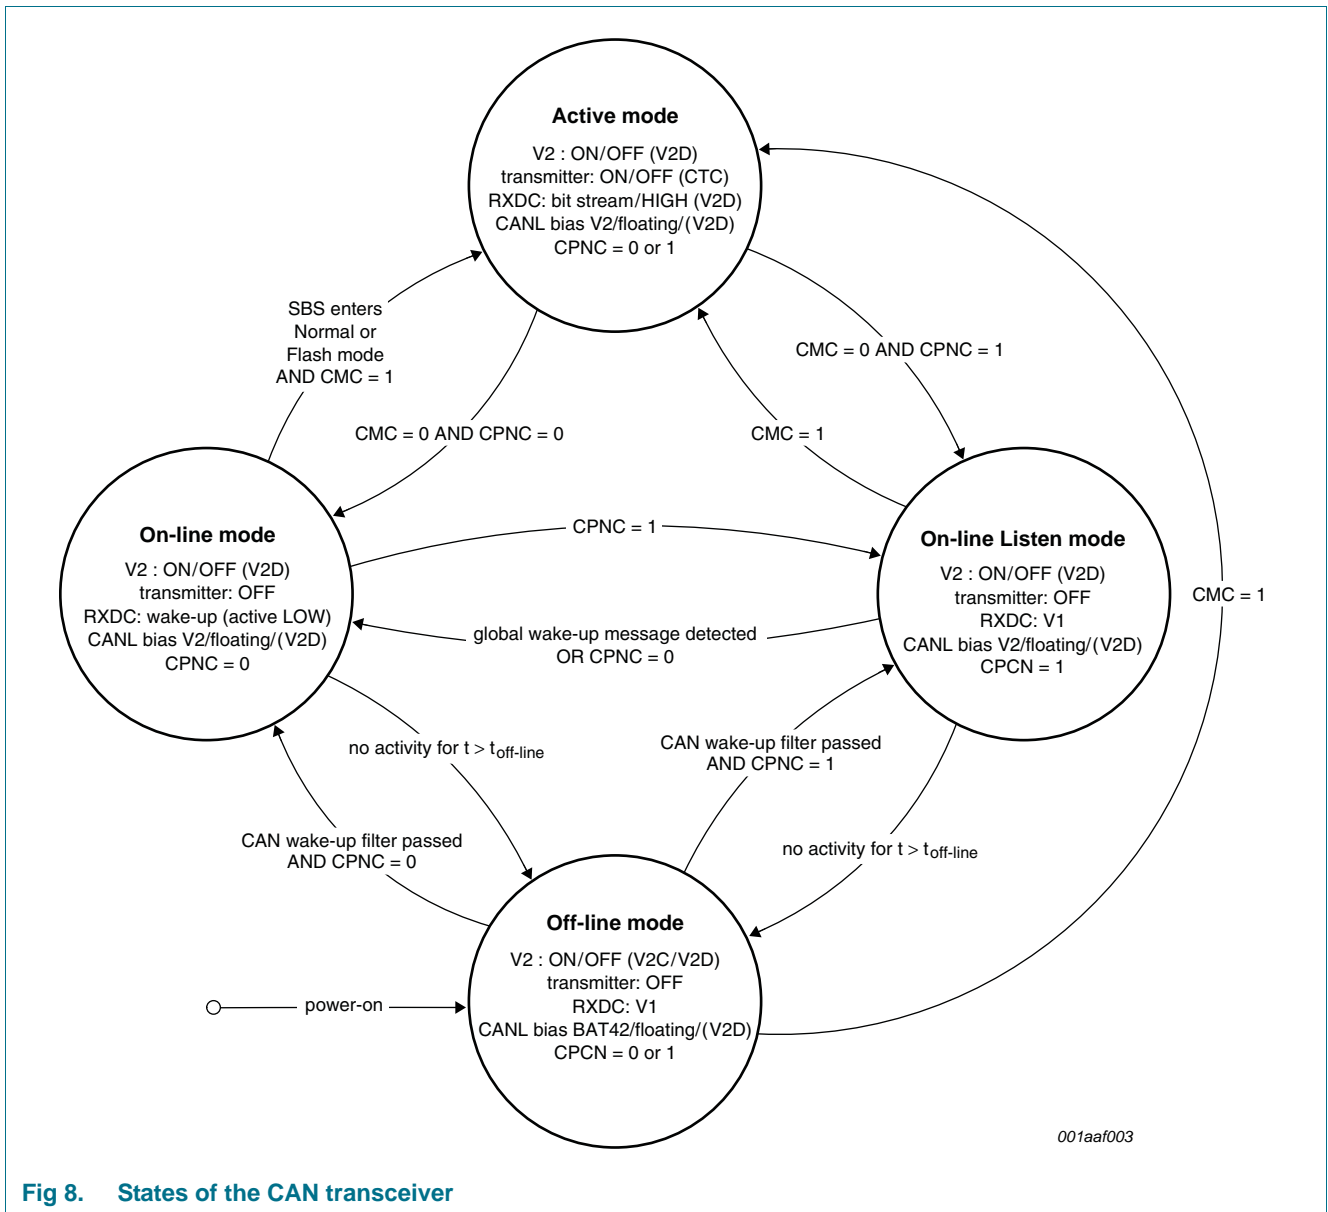 Active mode
V2 : ON/OFF (V2D)
transmitter: ON/OFF (CTC)
RXDC: bit stream/HIGH (V2D)
CANL bias V2/floating/(V2D)
CPNC = 0 or 1
SBS enters
Normal or
Flash mode
AND CMC = 1
CMC = 0 AND CPNC = 1
CMC = 0 AND CPNC = 0
CMC = 1
On-line mode
V2 : ON/OFF (V2D)
transmitter: OFF
RXDC: wake-up (active LOW)
CANL bias V2/floating/(V2D)
CPNC = 0
CPNC = 1
On-line Listen mode
V2 : ON/OFF (V2D)
transmitter: OFF
RXDC: V1
CANL bias V2/floating/(V2D)
CPCN = 1
CMC = 1
global wake-up message detected
OR CPNC = 0
no activity for t > toff-line
CAN wake-up filter passed
AND CPNC = 1
CAN wake-up filter passed
AND CPNC = 0
no activity for t > toff-line
Off-line mode
V2 : ON/OFF (V2C/V2D)
transmitter: OFF
RXDC: V1
CANL bias BAT42/floating/(V2D)
CPCN = 0 or 1
power-on
001aaf003
Fig 8. States of the CAN transceiver